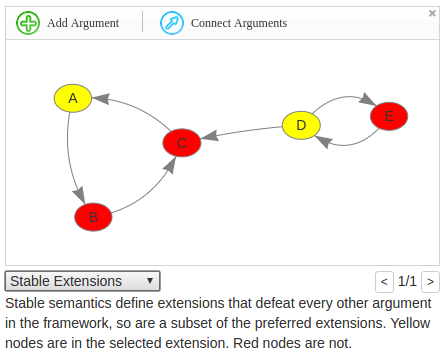 Add Argument
Connect Arguments
×
A
B
C
D
E
Stable Extensions ▼
< 1/1 >
Stable semantics define extensions that defeat every other argument
in the framework, so are a subset of the preferred extensions. Yellow
nodes are in the selected extension. Red nodes are not.